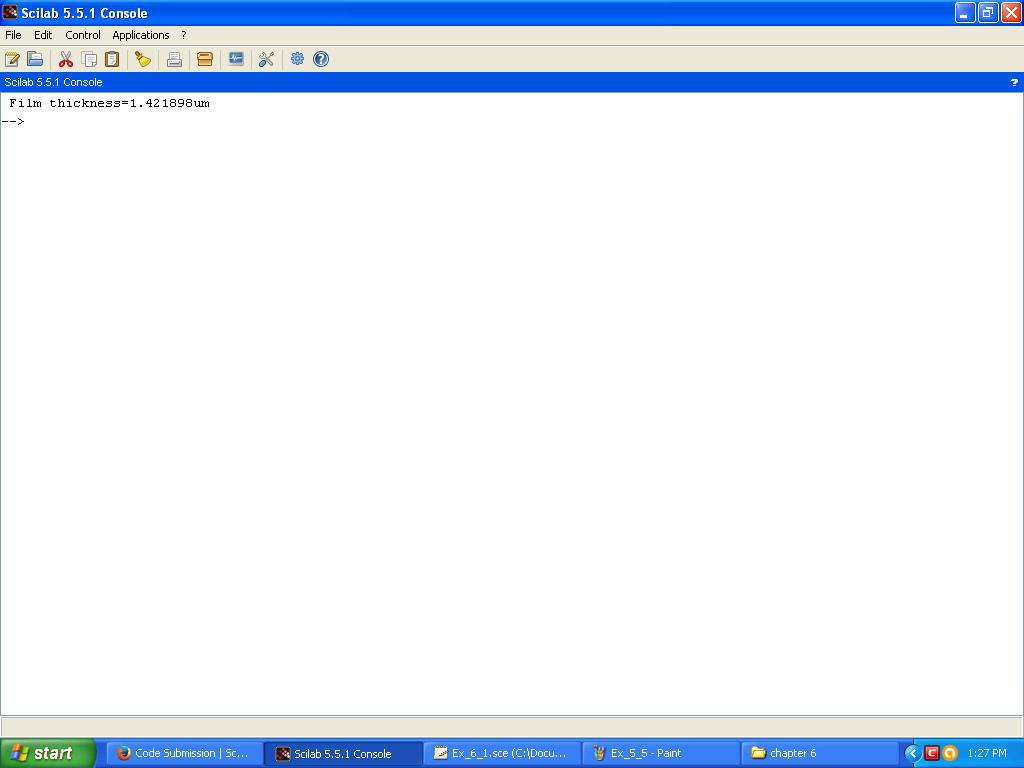 Scilab 5.5.1 Console
File Edit Control Applications ?
Scilab 5.5.1 Console ?
Film thickness=1.421898um
-->
start Code Submission | Sc... Scilab 5.5.1 Console Ex_6_1.sce (C:\Docu... Ex_5_5 - Paint chapter 6 1:27 PM